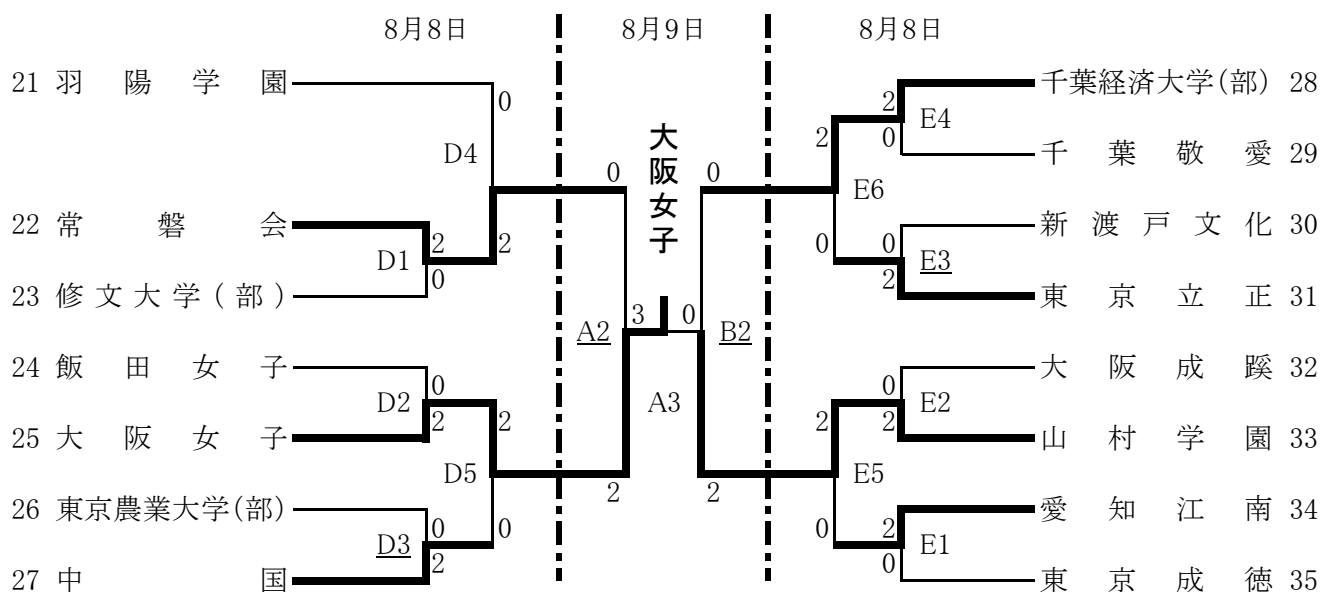 8月8日 8月9日 8月8日
21 羽陽学園
0
D4
22 常磐会
2
D1
2
0
23 修文大学(部)
24 飯田女子
0
D2
2
2
25 大阪女子
D5
26 東京農業大学(部)
0
0
D3
2
27 中国
0
A2
2
大阪女子
3 0
A3
0
B2
2
千葉経済大学(部) 28
2
E4
0
2
千葉敬愛 29
E6
新渡戸文化 30
0
0
E3
2
東京立正 31
大阪成蹊 32
0
E2
2
2
山村学園 33
E5
愛知江南 34
2
0
E1
0
東京成徳 35